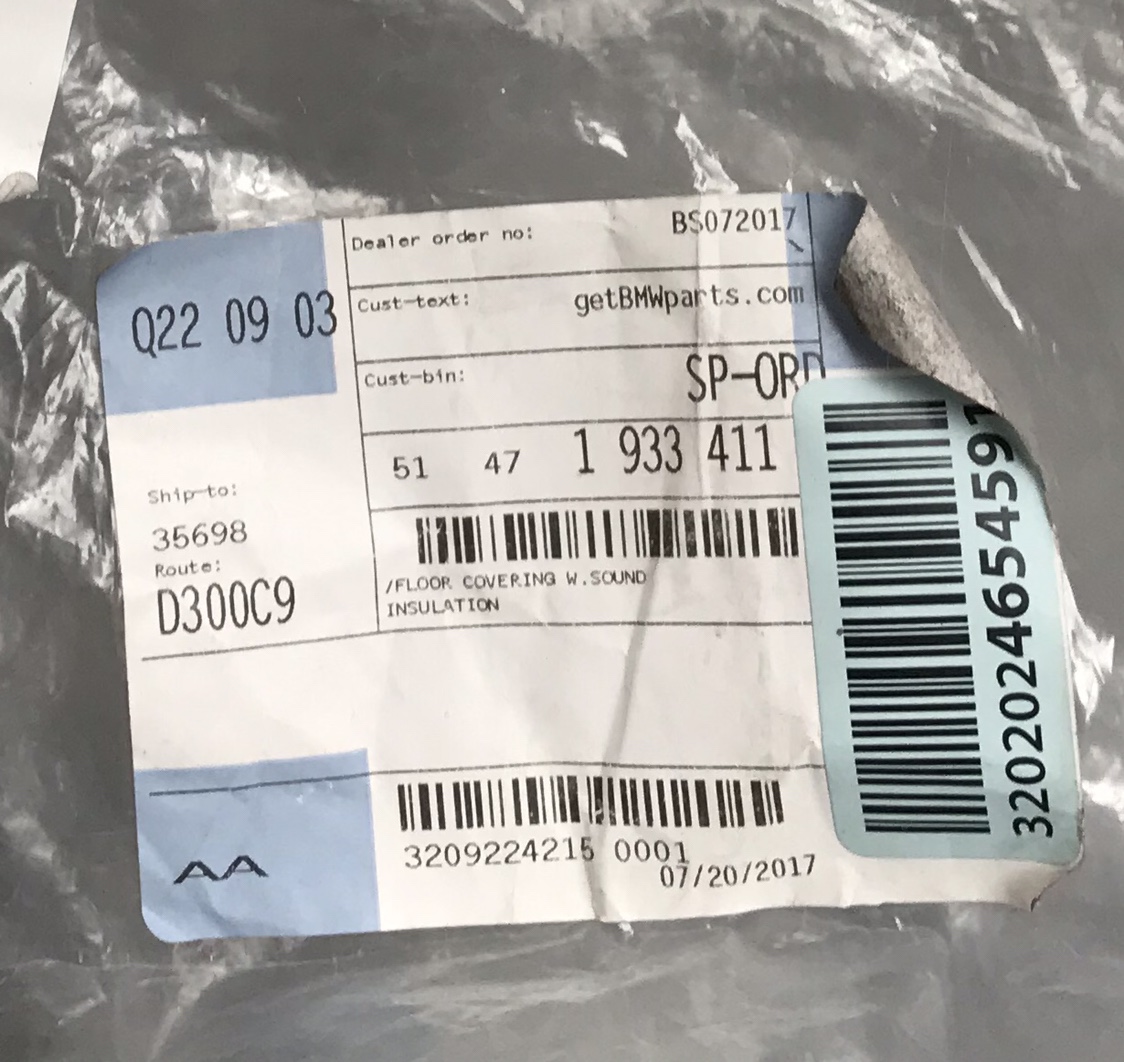 Q22 09 03
Dealer order no: BS072017
Cust-text: getBMWparts.com
Cust-bin: SP-ORD
51 47 1 933 411
/FLOOR COVERING W.SOUND
INSULATION
Ship-to:
35698
Route:
D300C9
AA
3209224215 0001
07/20/2017
32020246545491